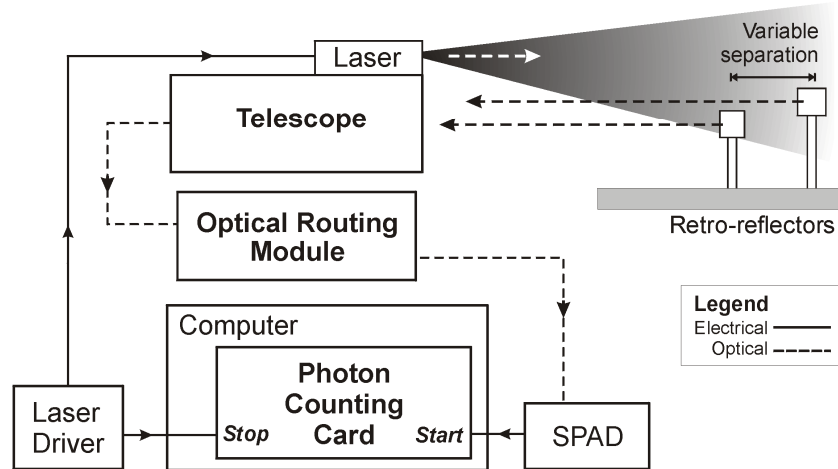 Laser
Variable
separation
Telescope
Optical Routing
Module
Retro-reflectors
Legend
Electrical
Optical
Computer
Photon
Counting
Card
Stop
Start
Laser
Driver
SPAD